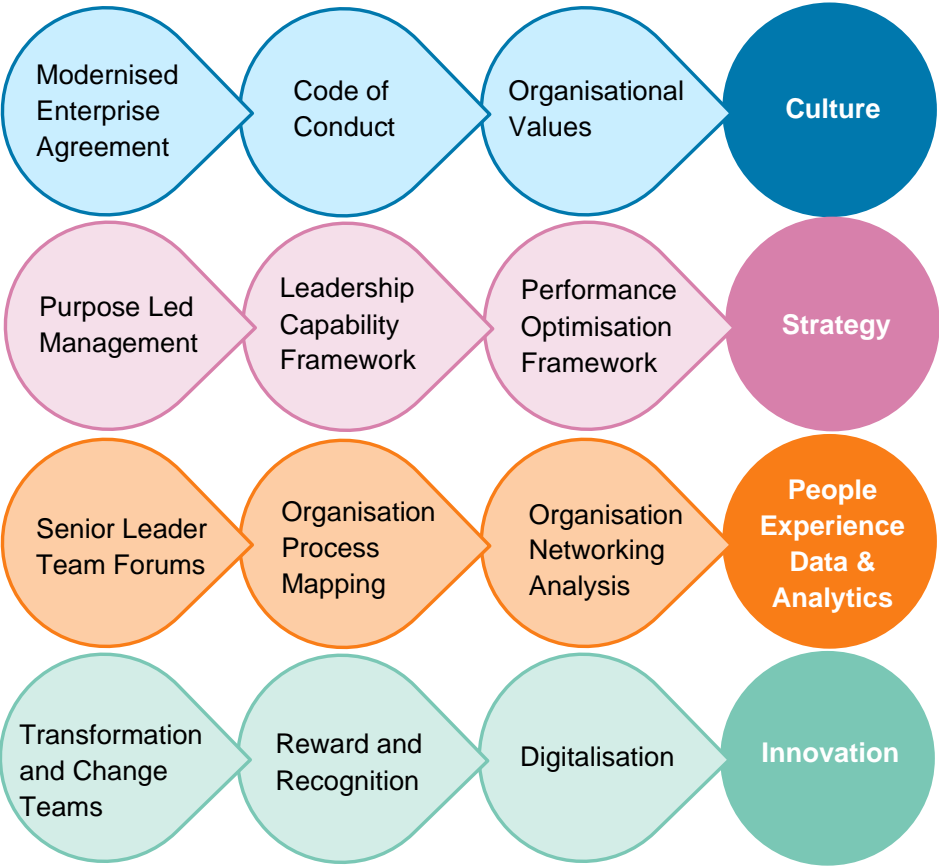 Modernised
Enterprise
Agreement
Code of
Conduct
Organisational
Values
Culture
Purpose Led
Management
Leadership
Capability
Framework
Performance
Optimisation
Framework
Strategy
Senior Leader
Team Forums
Organisation
Process
Mapping
Organisation
Networking
Analysis
People
Experience
Data &
Analytics
Transformation
and Change
Teams
Reward and
Recognition
Digitalisation
Innovation